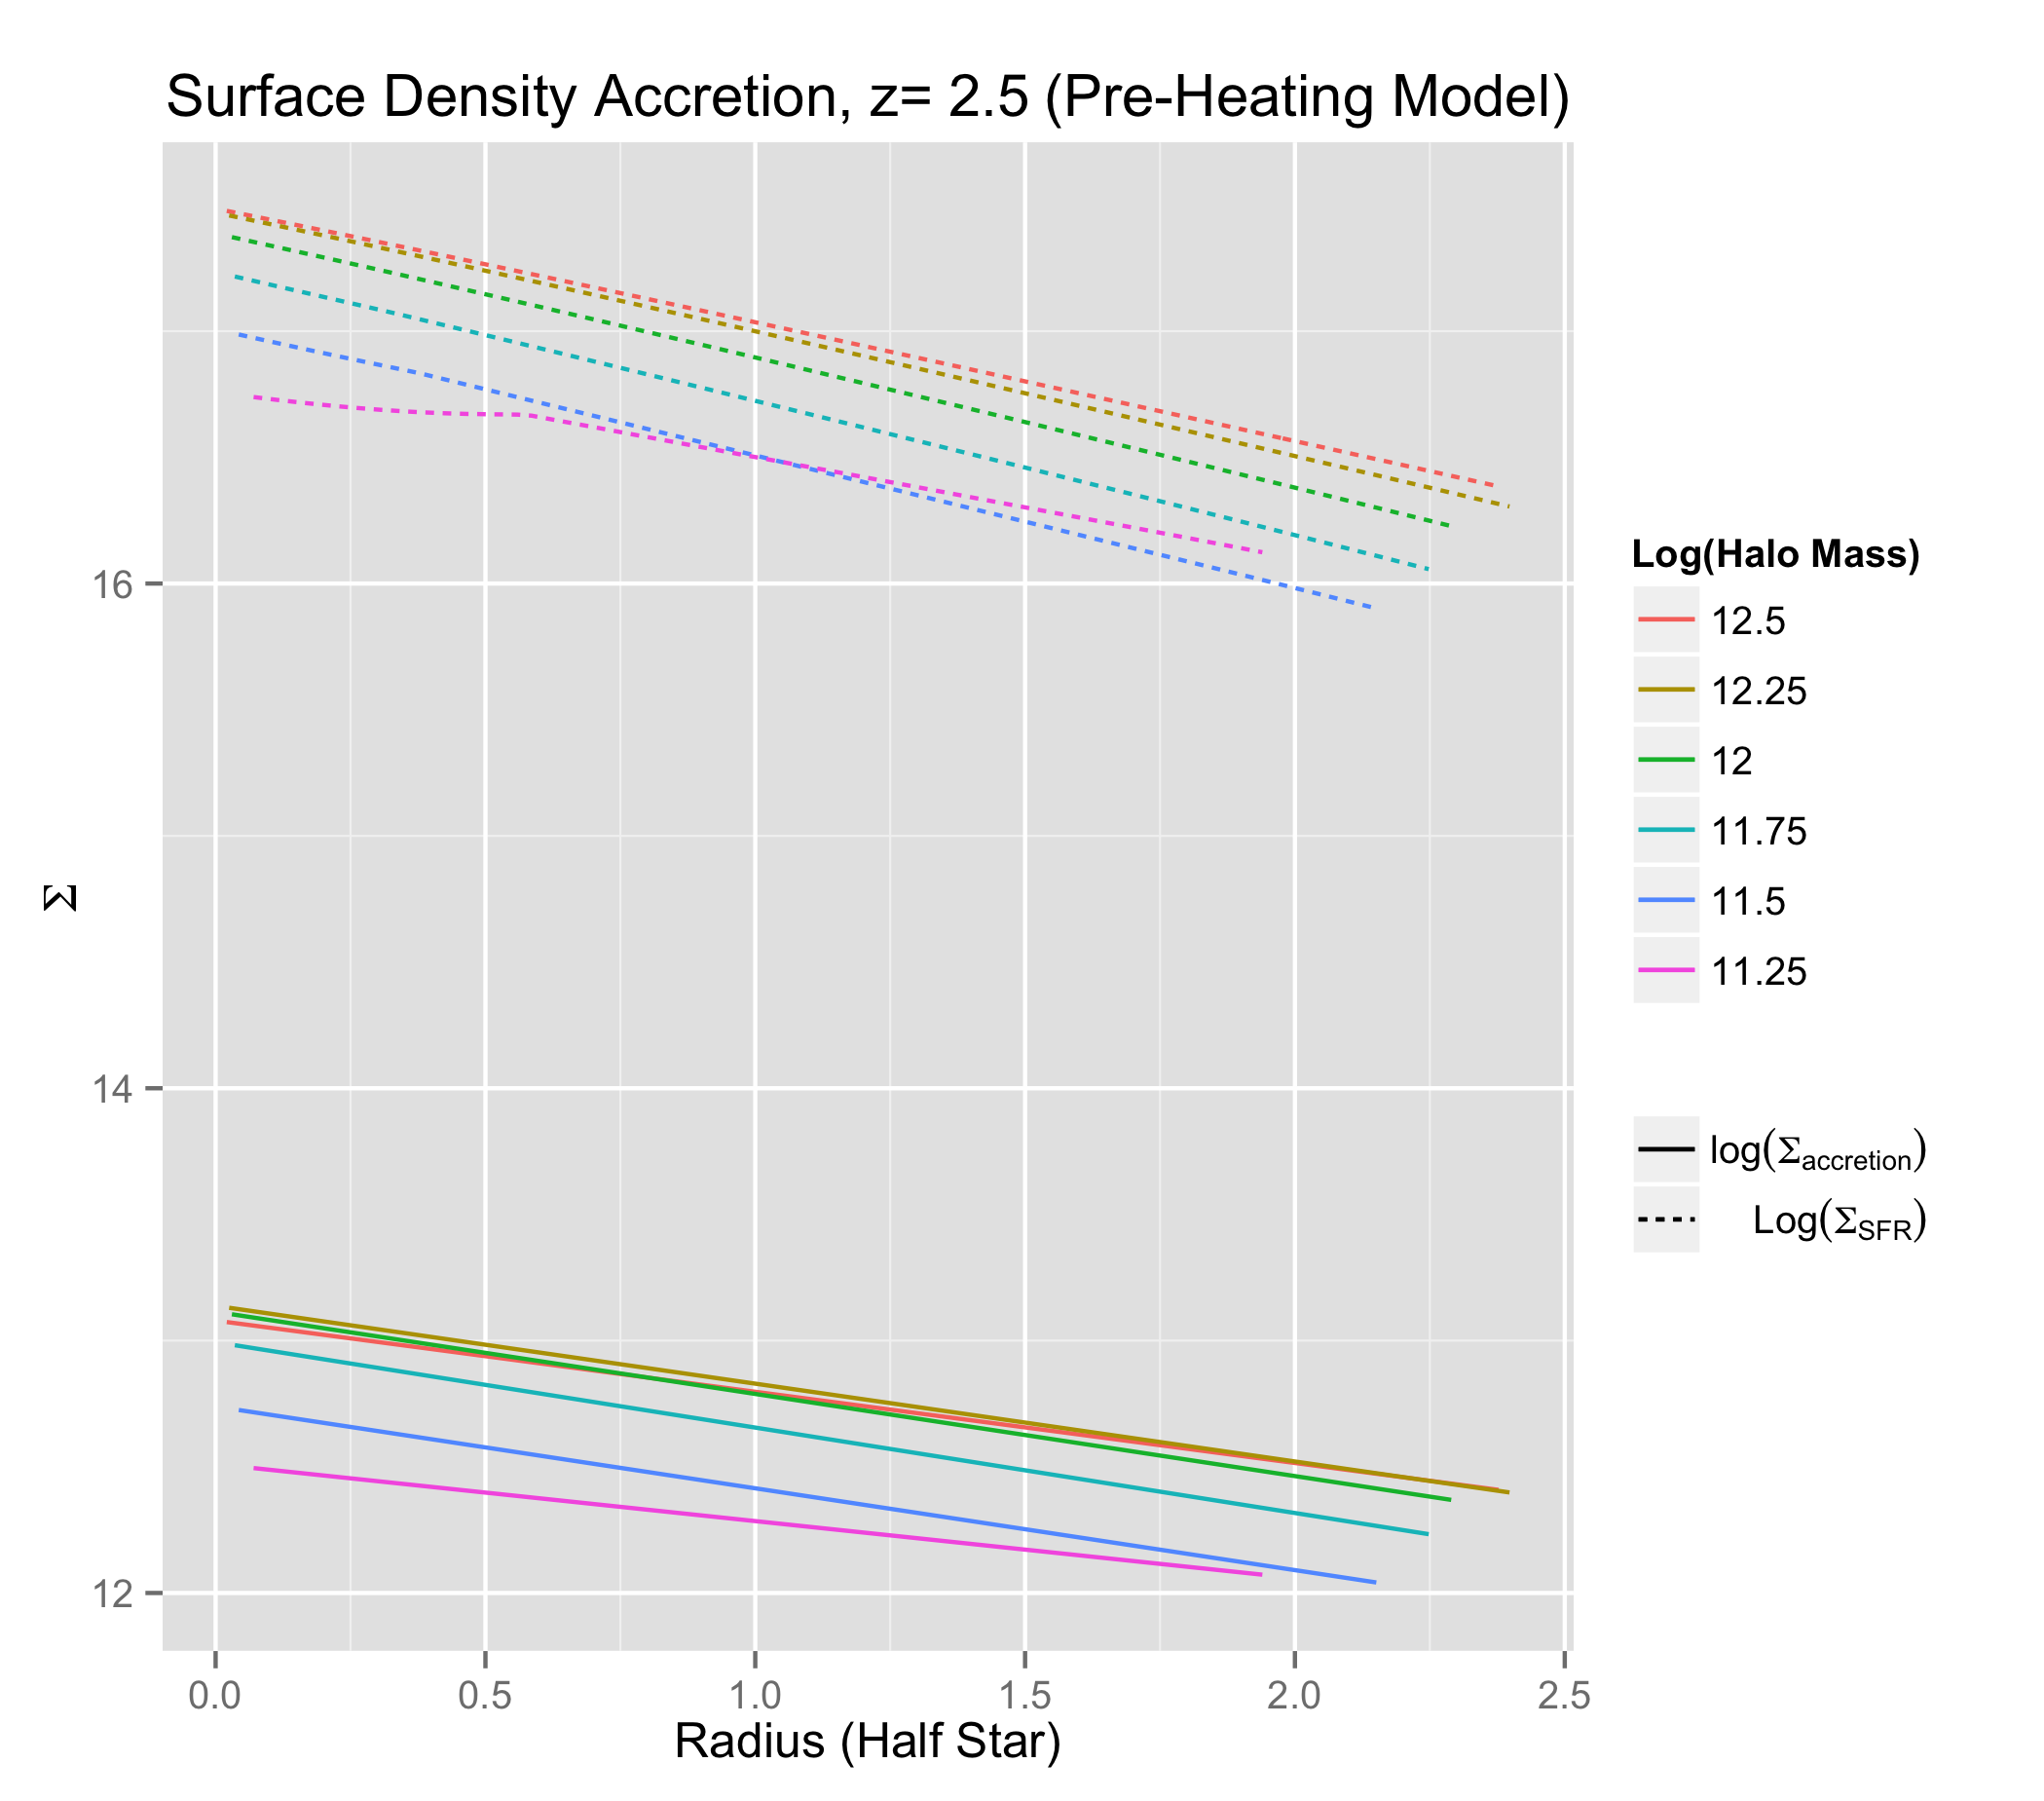 Surface Density Accretion, z= 2.5 (Pre-Heating Model)
Σ
16
14
12
0.0 0.5 1.0 1.5 2.0 2.5
Radius (Half Star)
Log(Halo Mass)
12.5
12.25
12
11.75
11.5
11.25
log(Σaccretion)
Log(ΣSFR)